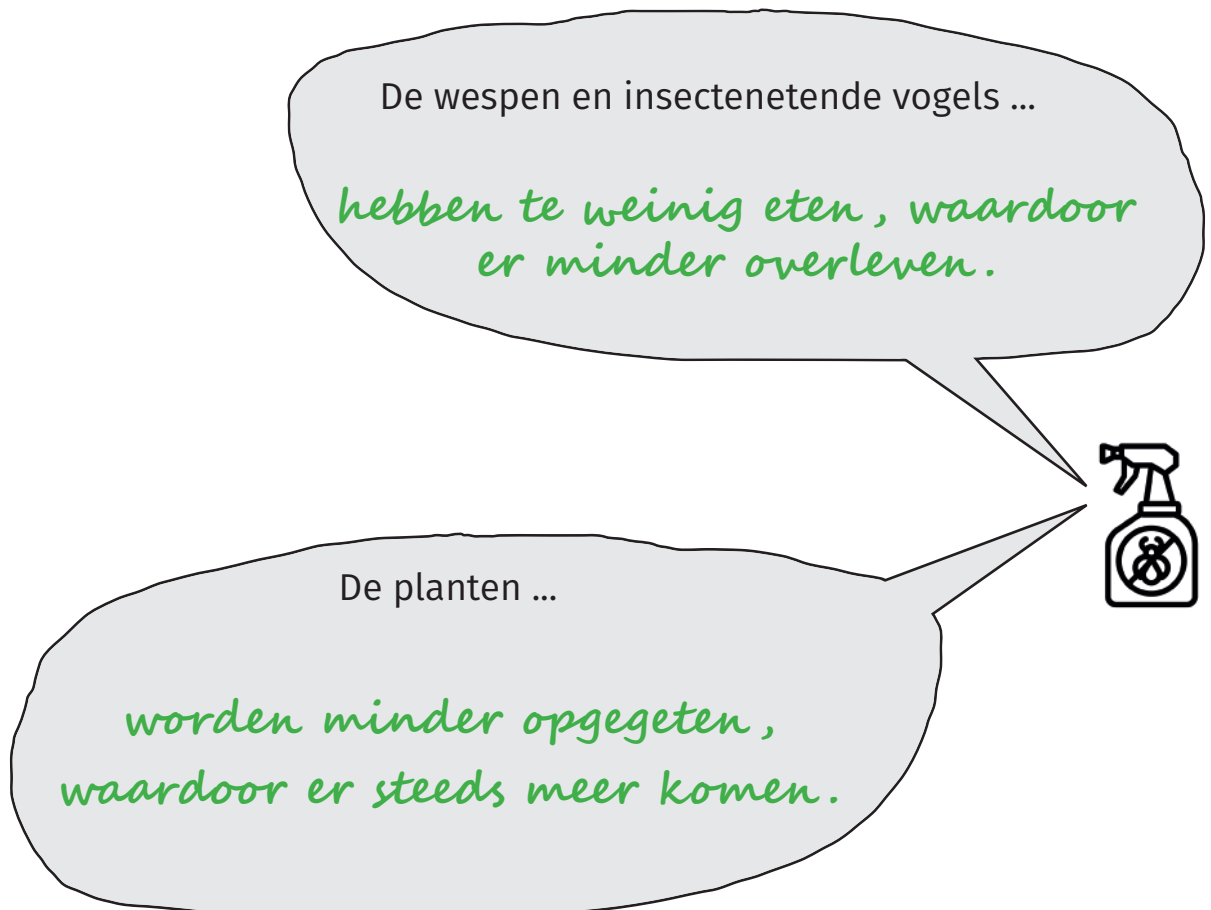 De wespen en insectenetende vogels ...
hebben te weinig eten, waardoor
er minder overleven.
De planten ...
worden minder opgegeten,
waardoor er steeds meer komen.